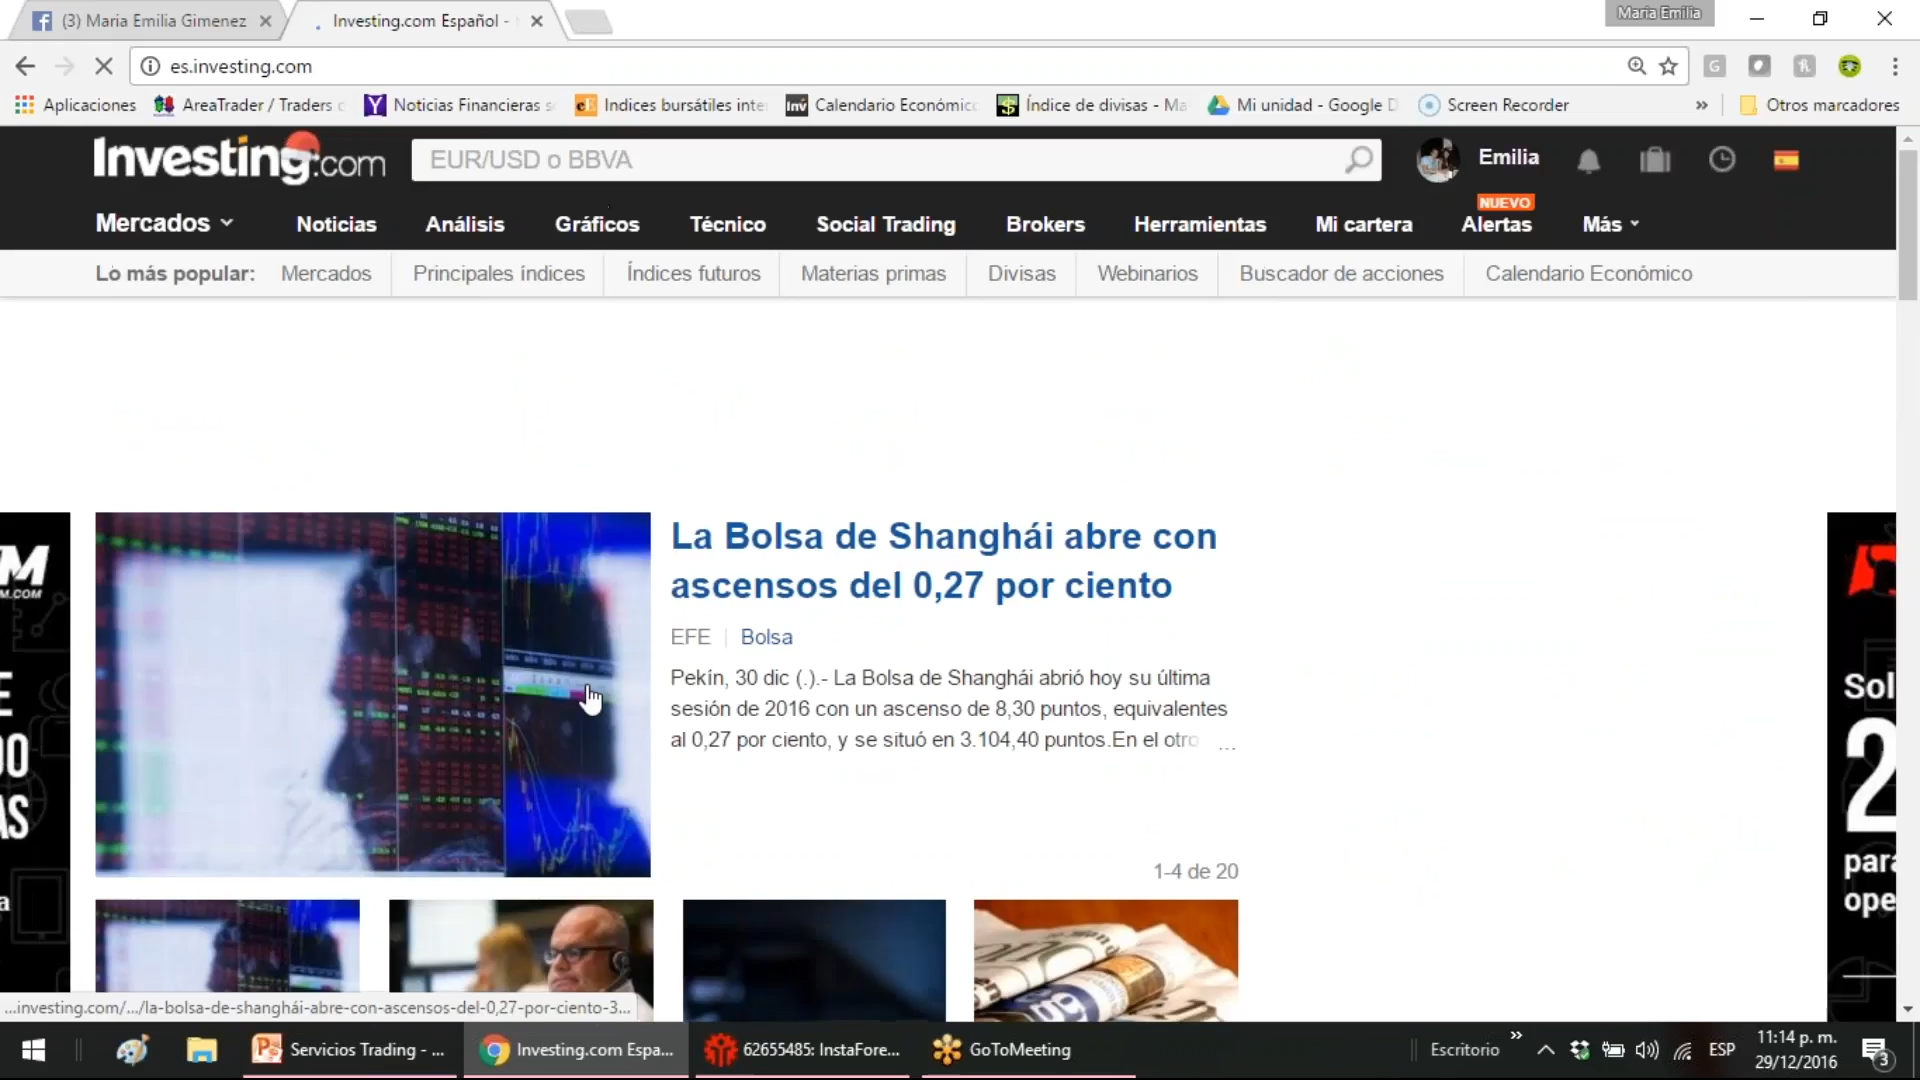 (3) Maria Emilia Gimenez
Investing.com Español -
Maria Emilia
es.investing.com
Aplicaciones
AreaTrader / Traders
Noticias Financieras
Indices bursátiles inte
Calendario Económic
Índice de divisas - Ma
Mi unidad - Google D
Screen Recorder
»
Otros marcadores
Investing.com
EUR/USD o BBVA
Emilia
Mercados
Noticias
Análisis
Gráficos
Técnico
Social Trading
Brokers
Herramientas
Mi cartera
NUEVO
Alertas
Más
Lo más popular:
Mercados
Principales índices
Índices futuros
Materias primas
Divisas
Webinarios
Buscador de acciones
Calendario Económico
La Bolsa de Shanghái abre con
ascensos del 0,27 por ciento
EFE
Bolsa
Pekín, 30 dic (.).- La Bolsa de Shanghái abrió hoy su última
sesión de 2016 con un ascenso de 8,30 puntos, equivalentes
al 0,27 por ciento, y se situó en 3.104,40 puntos.En el otro ...
1-4 de 20
Sol
2
para
ope
...investing.com/.../la-bolsa-de-shanghái-abre-con-ascensos-del-0,27-por-ciento-3...
Servicios Trading - ...
Investing.com Espa...
62655485: InstaFore...
GoToMeeting
Escritorio
»
ESP
11:14 p. m.
29/12/2016
3